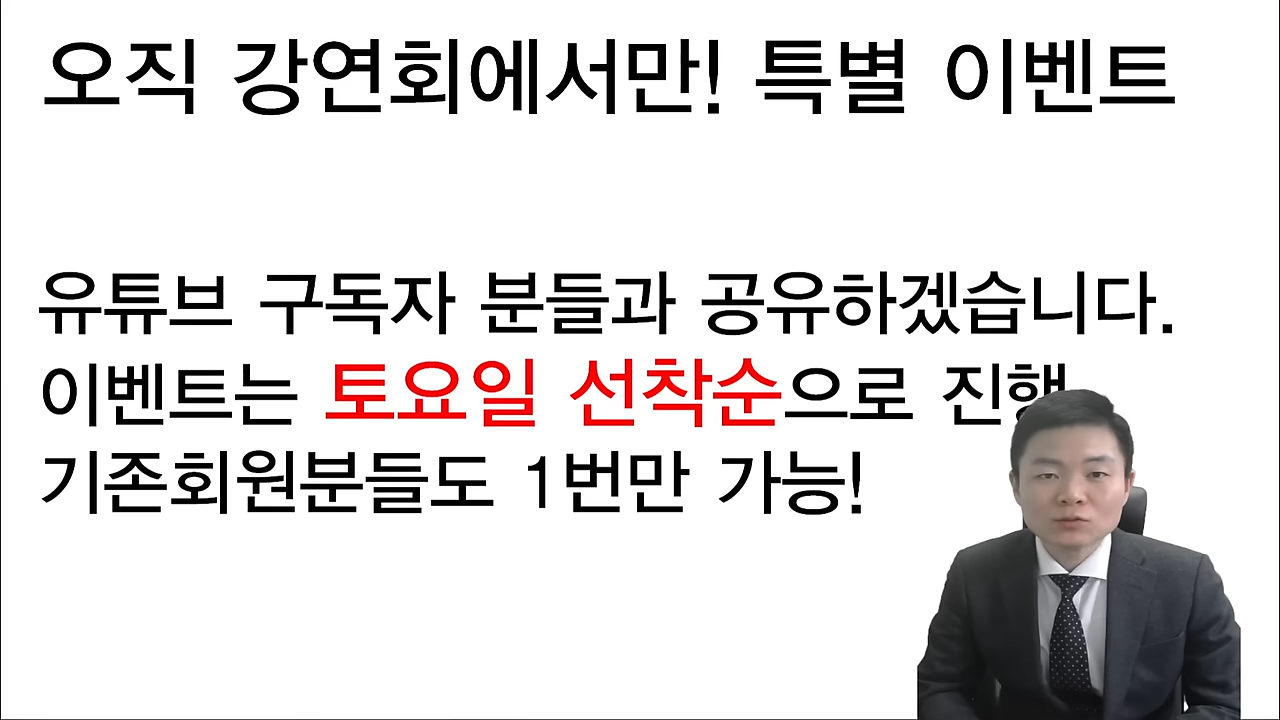 오직 강연회에서만! 특별 이벤트
유튜브 구독자 분들과 공유하겠습니다.
이벤트는 토요일 선착순으로 진행
기존회원분들도 1번만 가능!